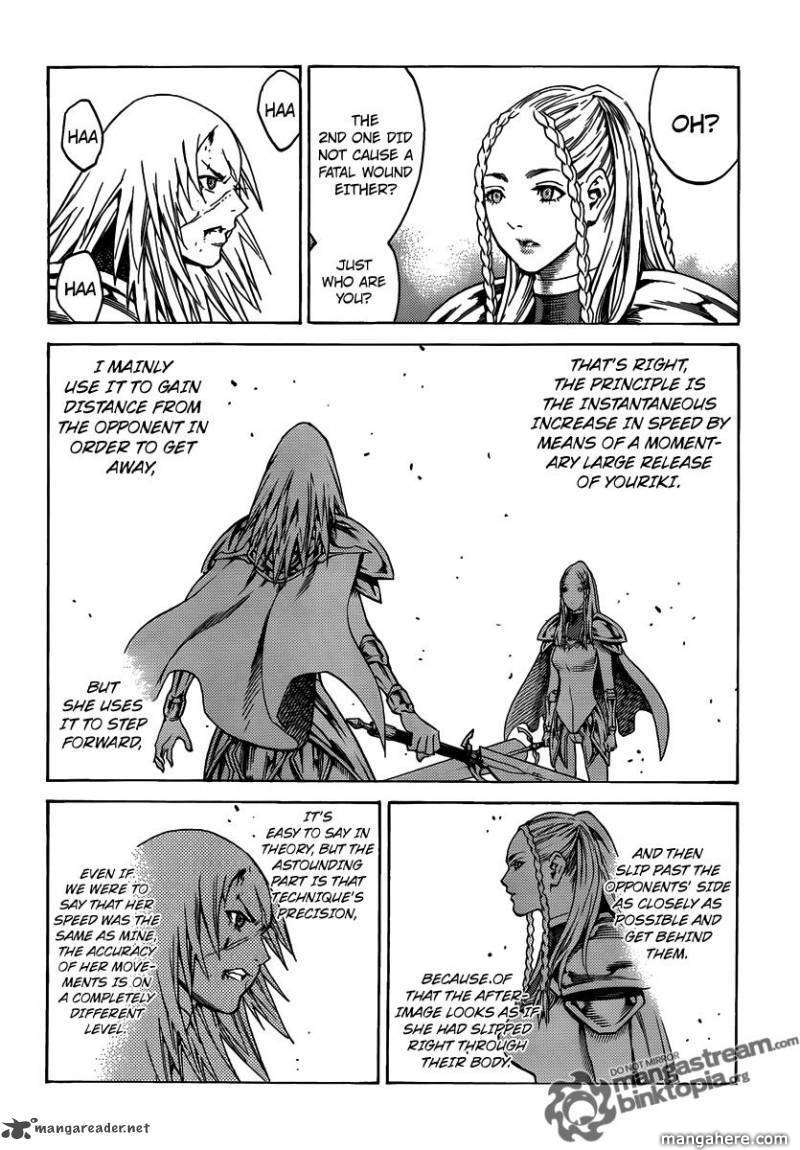 OH?
THE
2ND ONE DID
NOT CAUSE A
FATAL WOUND
EITHER?
JUST
WHO ARE
YOU?
HAA
HAA
HAA
THAT'S RIGHT,
THE PRINCIPLE IS
THE INSTANTANEOUS
INCREASE IN SPEED BY
MEANS OF A MOMENT-
ARY LARGE RELEASE
OF YOURIKI.
I MAINLY
USE IT TO GAIN
DISTANCE FROM
THE OPPONENT IN
ORDER TO GET
AWAY,
BUT
SHE USES
IT TO STEP
FORWARD,
AND THEN
SLIP PAST THE
OPPONENTS' SIDE
AS CLOSELY AS
POSSIBLE AND
GET BEHIND
THEM.
BECAUSE OF
THAT THE AFTER-
IMAGE LOOKS AS IF
SHE HAD SLIPPED
RIGHT THROUGH
THEIR BODY.
IT'S
EASY TO SAY IN
THEORY, BUT THE
ASTOUNDING
PART IS THAT
TECHNIQUE'S
PRECISION,
EVEN IF
WE WERE TO
SAY THAT HER
SPEED WAS THE
SAME AS MINE,
THE ACCURACY
OF HER MOVE-
MENTS IS ON
A COMPLETELY
DIFFERENT
LEVEL.
DO NOT MIRROR
mangastream.com
binktopia.org
mangareader.net
mangahere.com